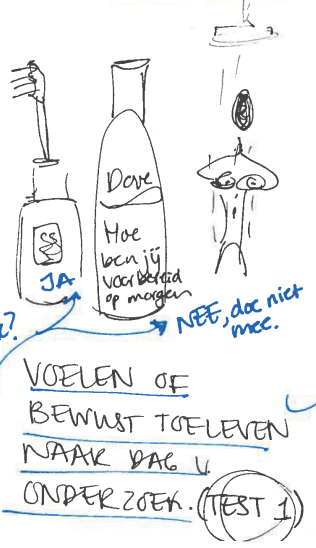 Dove
Hoe
ben jij
voorbereid
op morgen
JA
NEE, doe niet
mee.
VOELEN OF
BEWUST TOELEVEN
NAAR DAG V
ONDERZOEK. (TEST 1)